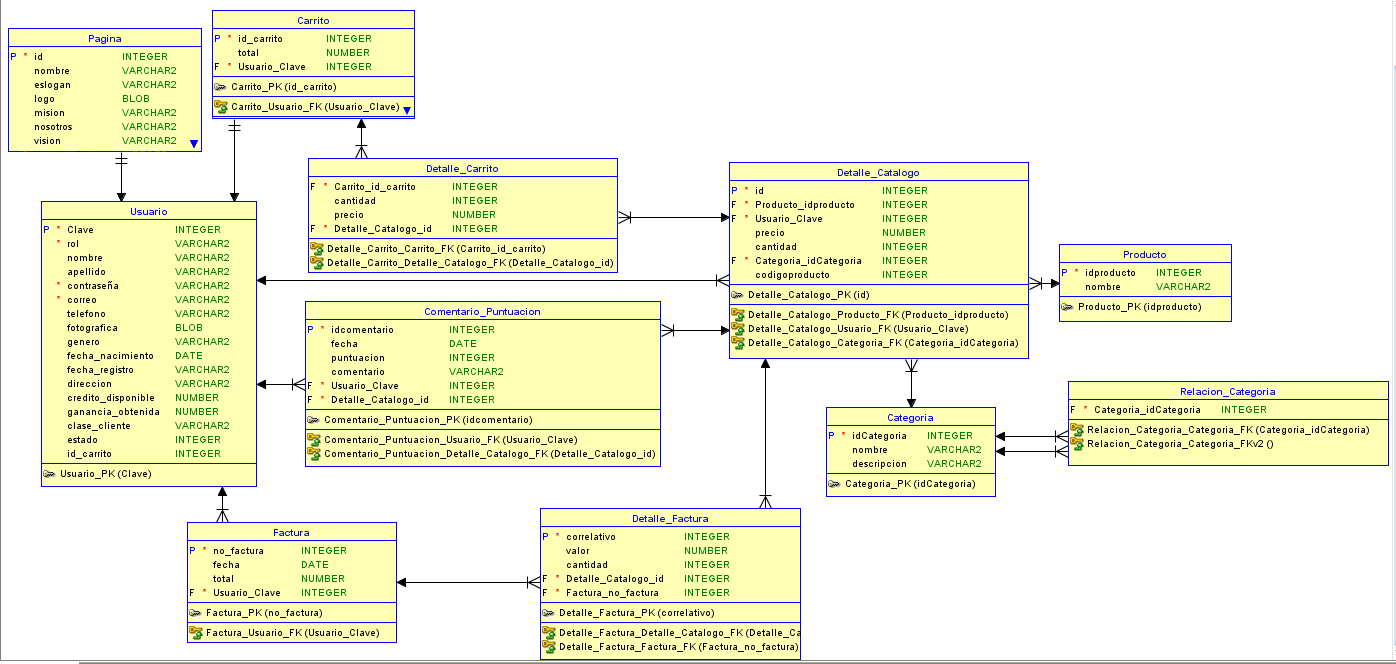 Pagina
P * id INTEGER
nombre VARCHAR2
eslogan VARCHAR2
logo BLOB
mision VARCHAR2
nosotros VARCHAR2
vision VARCHAR2
Carrito
P * id_carrito INTEGER
total NUMBER
F * Usuario_Clave INTEGER
Carrito_PK (id_carrito)
Carrito_Usuario_FK (Usuario_Clave)
Detalle_Carrito
F * Carrito_id_carrito INTEGER
cantidad INTEGER
precio NUMBER
F * Detalle_Catalogo_id INTEGER
Detalle_Carrito_Carrito_FK (Carrito_id_carrito)
Detalle_Carrito_Detalle_Catalogo_FK (Detalle_Catalogo_id)
Detalle_Catalogo
P * id INTEGER
F * Producto_idproducto INTEGER
F * Usuario_Clave INTEGER
precio NUMBER
cantidad INTEGER
F * Categoria_idCategoria INTEGER
codigoproducto INTEGER
Detalle_Catalogo_PK (id)
Detalle_Catalogo_Producto_FK (Producto_idproducto)
Detalle_Catalogo_Usuario_FK (Usuario_Clave)
Detalle_Catalogo_Categoria_FK (Categoria_idCategoria)
Producto
P * idproducto INTEGER
nombre VARCHAR2
Producto_PK (idproducto)
Usuario
P * Clave INTEGER
* rol VARCHAR2
nombre VARCHAR2
apellido VARCHAR2
* contraseña VARCHAR2
* correo VARCHAR2
telefono VARCHAR2
fotografica BLOB
genero VARCHAR2
fecha_nacimiento DATE
fecha_registro VARCHAR2
direccion VARCHAR2
credito_disponible NUMBER
ganancia_obtenida NUMBER
clase_cliente VARCHAR2
estado INTEGER
id_carrito INTEGER
Usuario_PK (Clave)
Comentario_Puntuacion
P * idcomentario INTEGER
fecha DATE
puntuacion INTEGER
comentario VARCHAR2
F * Usuario_Clave INTEGER
F * Detalle_Catalogo_id INTEGER
Comentario_Puntuacion_PK (idcomentario)
Comentario_Puntuacion_Usuario_FK (Usuario_Clave)
Comentario_Puntuacion_Detalle_Catalogo_FK (Detalle_Catalogo_id)
Categoria
P * idCategoria INTEGER
nombre VARCHAR2
descripcion VARCHAR2
Categoria_PK (idCategoria)
Relacion_Categoria
F * Categoria_idCategoria INTEGER
Relacion_Categoria_Categoria_FK (Categoria_idCategoria)
Relacion_Categoria_Categoria_FKv2 ()
Factura
P * no_factura INTEGER
fecha DATE
total NUMBER
F * Usuario_Clave INTEGER
Factura_PK (no_factura)
Factura_Usuario_FK (Usuario_Clave)
Detalle_Factura
P * correlativo INTEGER
valor NUMBER
cantidad INTEGER
F * Detalle_Catalogo_id INTEGER
F * Factura_no_factura INTEGER
Detalle_Factura_PK (correlativo)
Detalle_Factura_Detalle_Catalogo_FK (Detalle_Ca
Detalle_Factura_Factura_FK (Factura_no_factura)